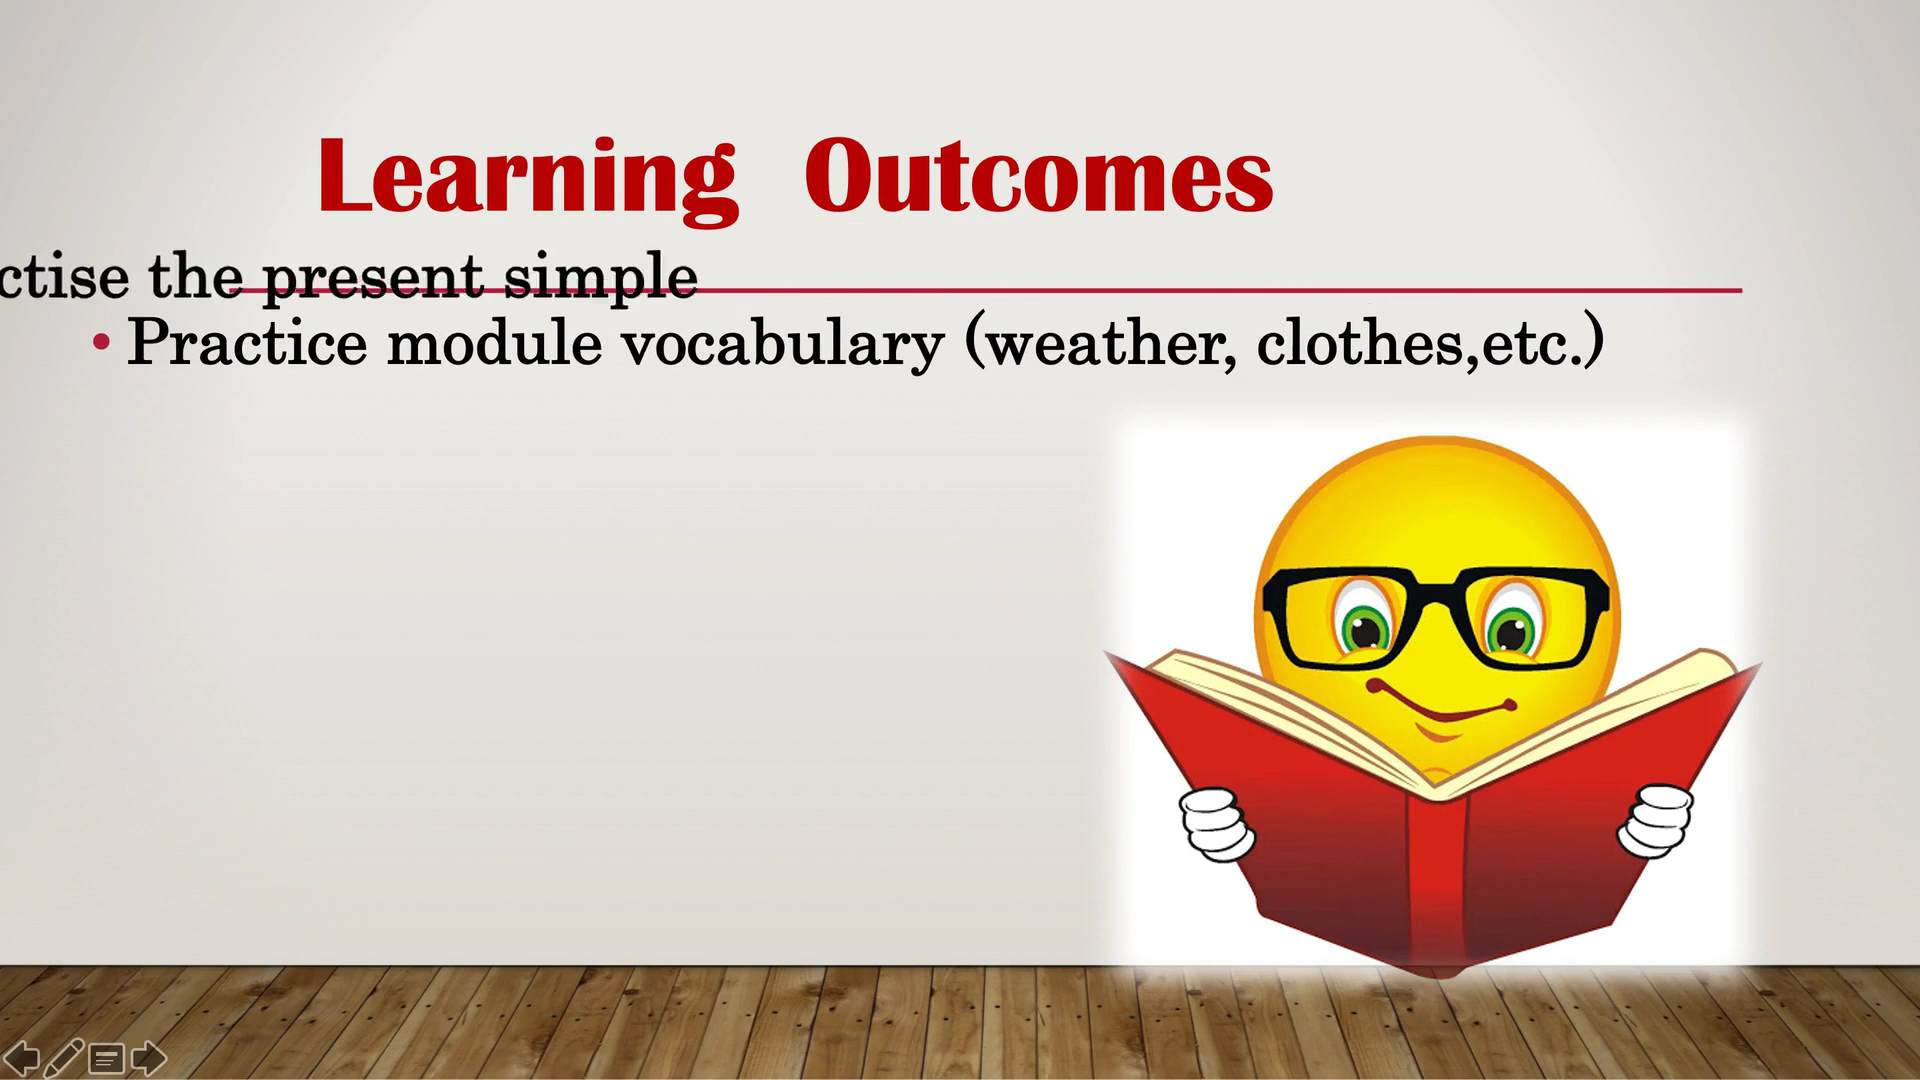 Learning Outcomes
ctise the present simple
• Practice module vocabulary (weather, clothes,etc.)